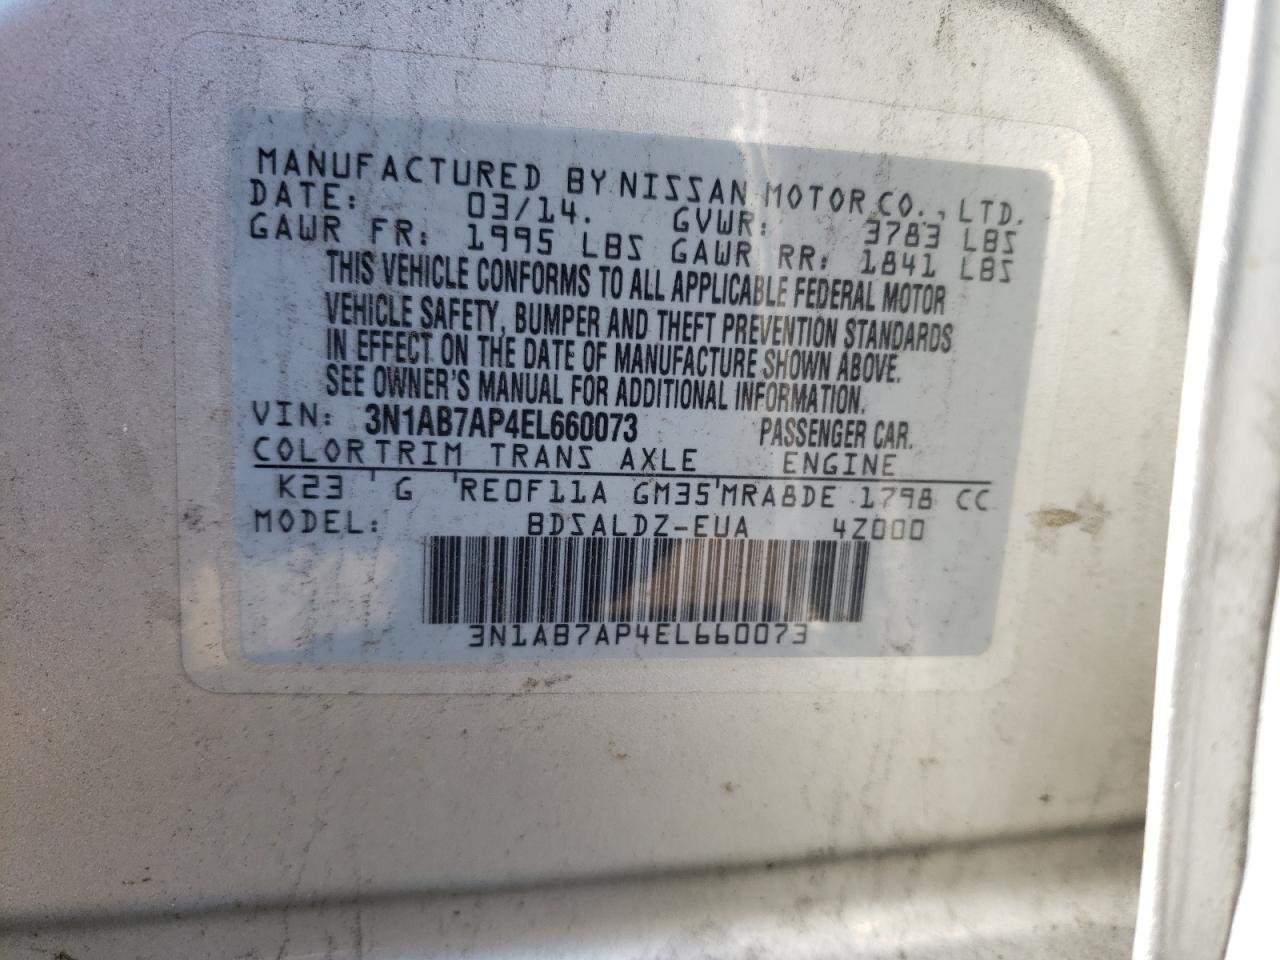 MANUFACTURED BY NISSAN MOTOR CO., LTD.
DATE: 03/14. GVWR: 3783 LBS
GAWR FR: 1995 LBS GAWR RR: 1841 LBS
THIS VEHICLE CONFORMS TO ALL APPLICABLE FEDERAL MOTOR
VEHICLE SAFETY, BUMPER AND THEFT PREVENTION STANDARDS
IN EFFECT ON THE DATE OF MANUFACTURE SHOWN ABOVE.
SEE OWNER'S MANUAL FOR ADDITIONAL INFORMATION.
VIN: 3N1AB7AP4EL660073 PASSENGER CAR.
COLORTRIM TRANS AXLE ENGINE
K23 ' G 'RE0F11A GM35'MRA8DE 1798 CC
MODEL: BDSALDZ-EUA 4Z000
3N1AB7AP4EL660073